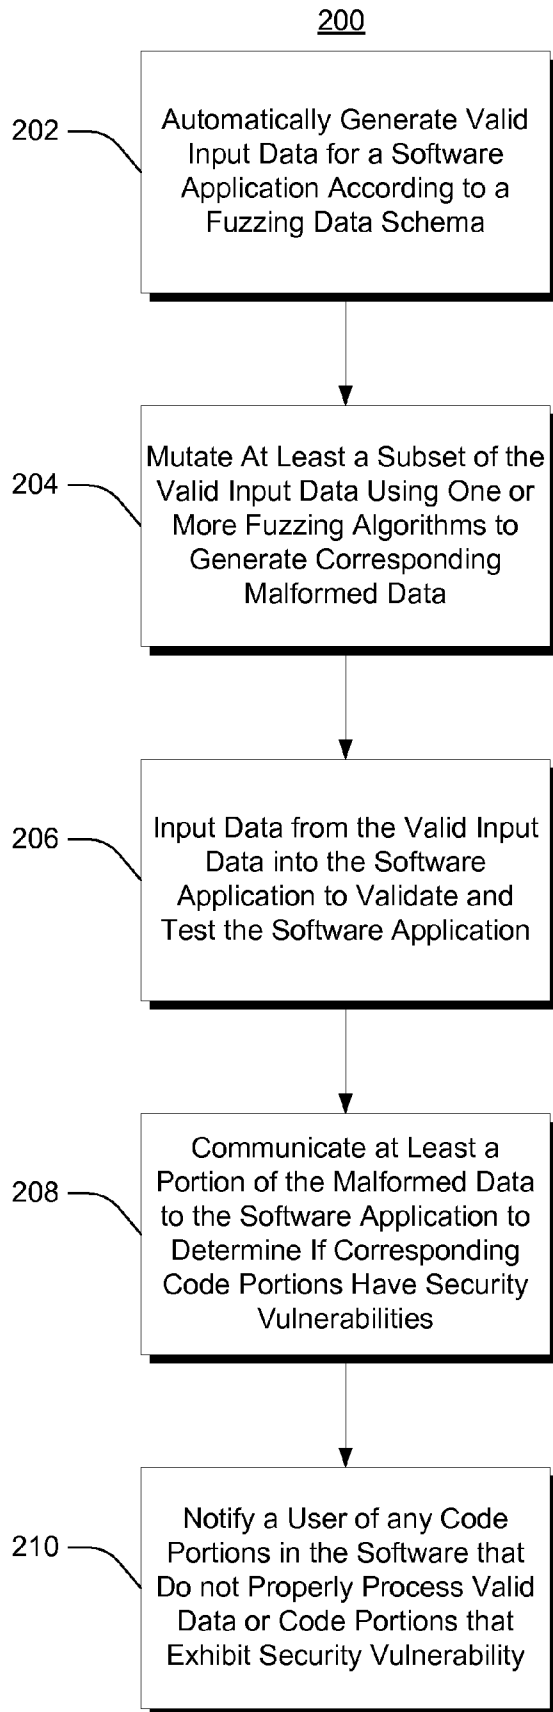 200
202
Automatically Generate Valid
Input Data for a Software
Application According to a
Fuzzing Data Schema
204
Mutate At Least a Subset of the
Valid Input Data Using One or
More Fuzzing Algorithms to
Generate Corresponding
Malformed Data
206
Input Data from the Valid Input
Data into the Software
Application to Validate and
Test the Software Application
208
Communicate at Least a
Portion of the Malformed Data
to the Software Application to
Determine If Corresponding
Code Portions Have Security
Vulnerabilities
210
Notify a User of any Code
Portions in the Software that
Do not Properly Process Valid
Data or Code Portions that
Exhibit Security Vulnerability